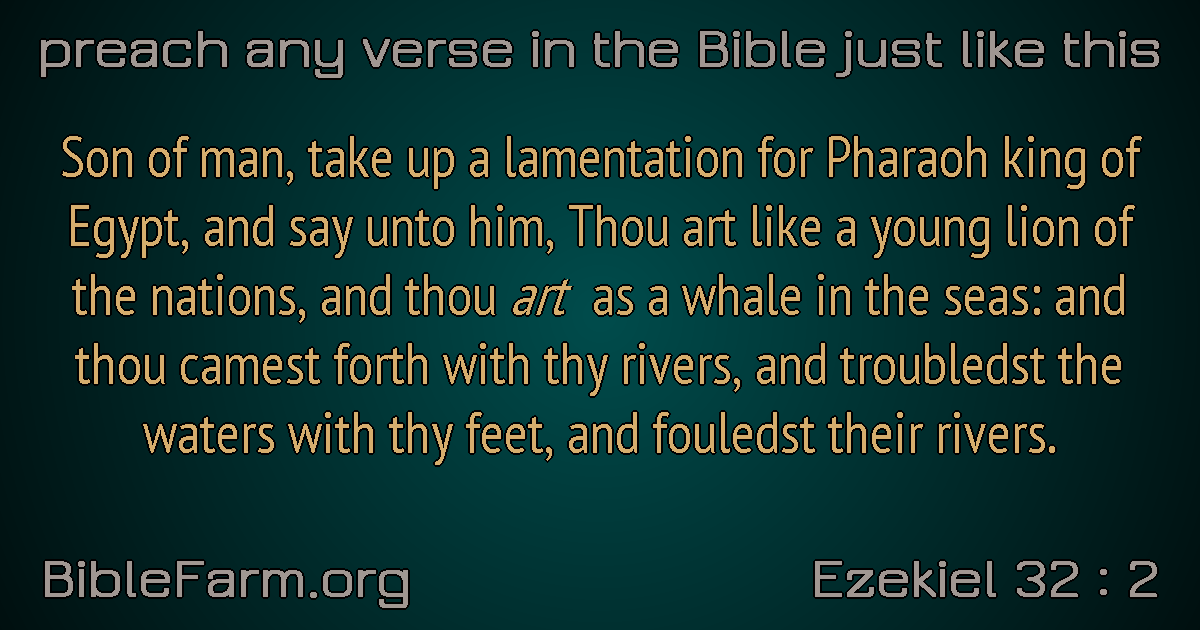 preach any verse in the Bible just like this
Son of man, take up a lamentation for Pharaoh king of
Egypt, and say unto him, Thou art like a young lion of
the nations, and thou art as a whale in the seas: and
thou camest forth with thy rivers, and troubledst the
waters with thy feet, and fouledst their rivers.
BibleFarm.org
Ezekiel 32 : 2